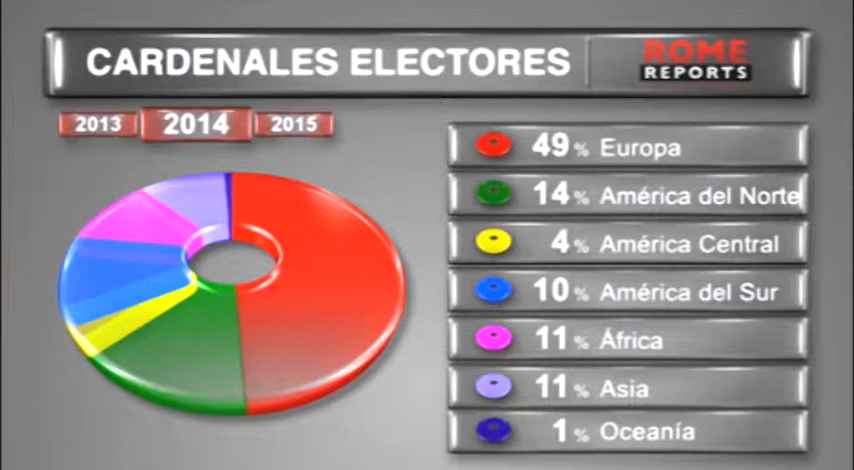 CARDENALES ELECTORES
ROME
REPORTS
2013 2014 2015
49 % Europa
14 % América del Norte
4 % América Central
10 % América del Sur
11 % África
11 % Asia
1 % Oceanía